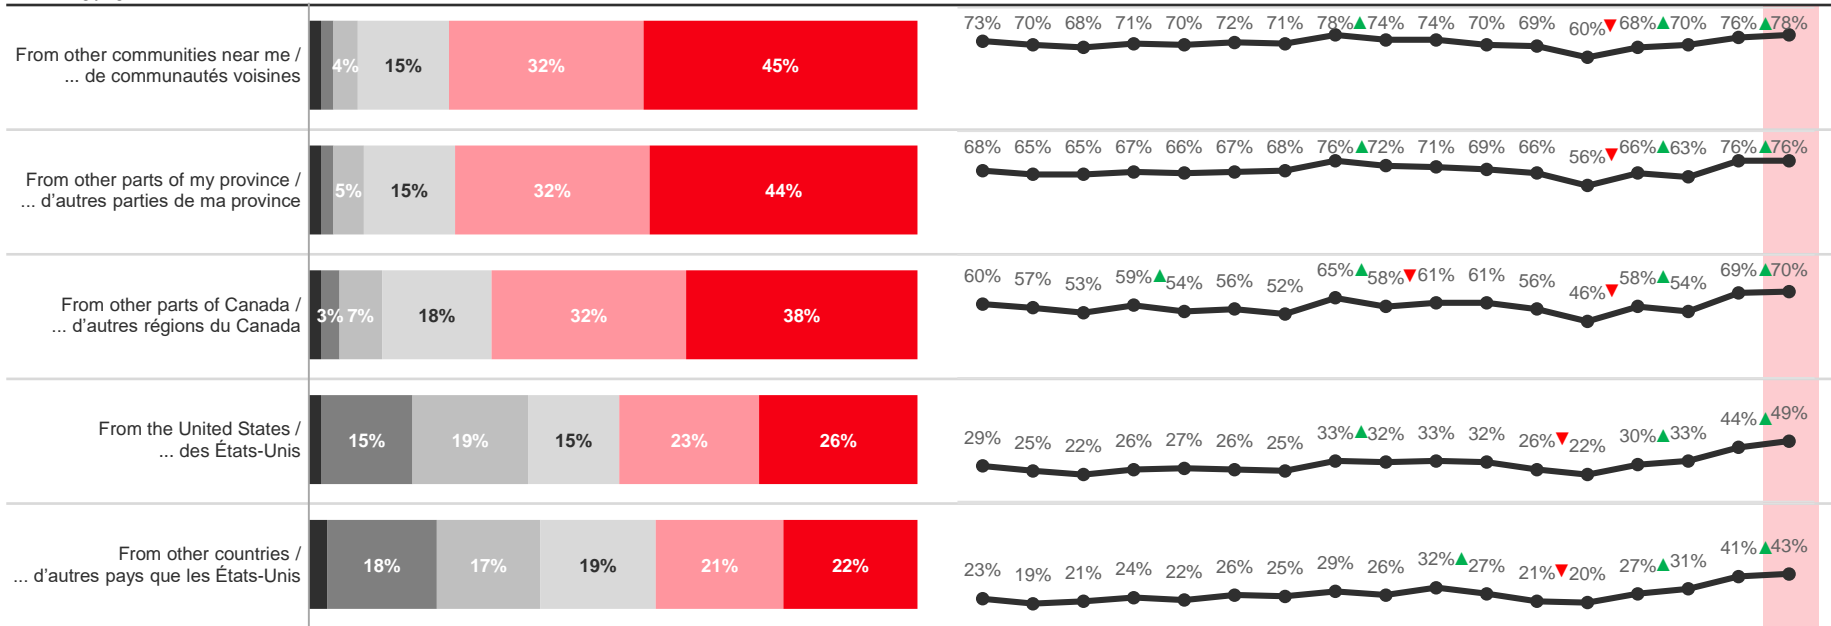 From other communities near me /
... de communautés voisines
4% 15% 32% 45%
73% 70% 68% 71% 70% 72% 71% 78%▲74% 74% 70% 69% 60%▼68%▲70% 76%▲78%
From other parts of my province /
... d'autres parties de ma province
5% 15% 32% 44%
68% 65% 65% 67% 66% 67% 68% 76%▲72% 71% 69% 66% 56%▼66%▲63% 76%▲76%
From other parts of Canada /
... d'autres régions du Canada
3% 7% 18% 32% 38%
60% 57% 53% 59%▲54% 56% 52% 65%▲58%▼61% 61% 56% 46%▼58%▲54% 69%▲70%
From the United States /
... des États-Unis
15% 19% 15% 23% 26%
29% 25% 22% 26% 27% 26% 25% 33%▲32% 33% 32% 26%▼22% 30%▲33% 44%▲49%
From other countries /
... d'autres pays que les États-Unis
18% 17% 19% 21% 22%
23% 19% 21% 24% 22% 26% 25% 29% 26% 32%▲27% 21%▼20% 27%▲31% 41%▲43%